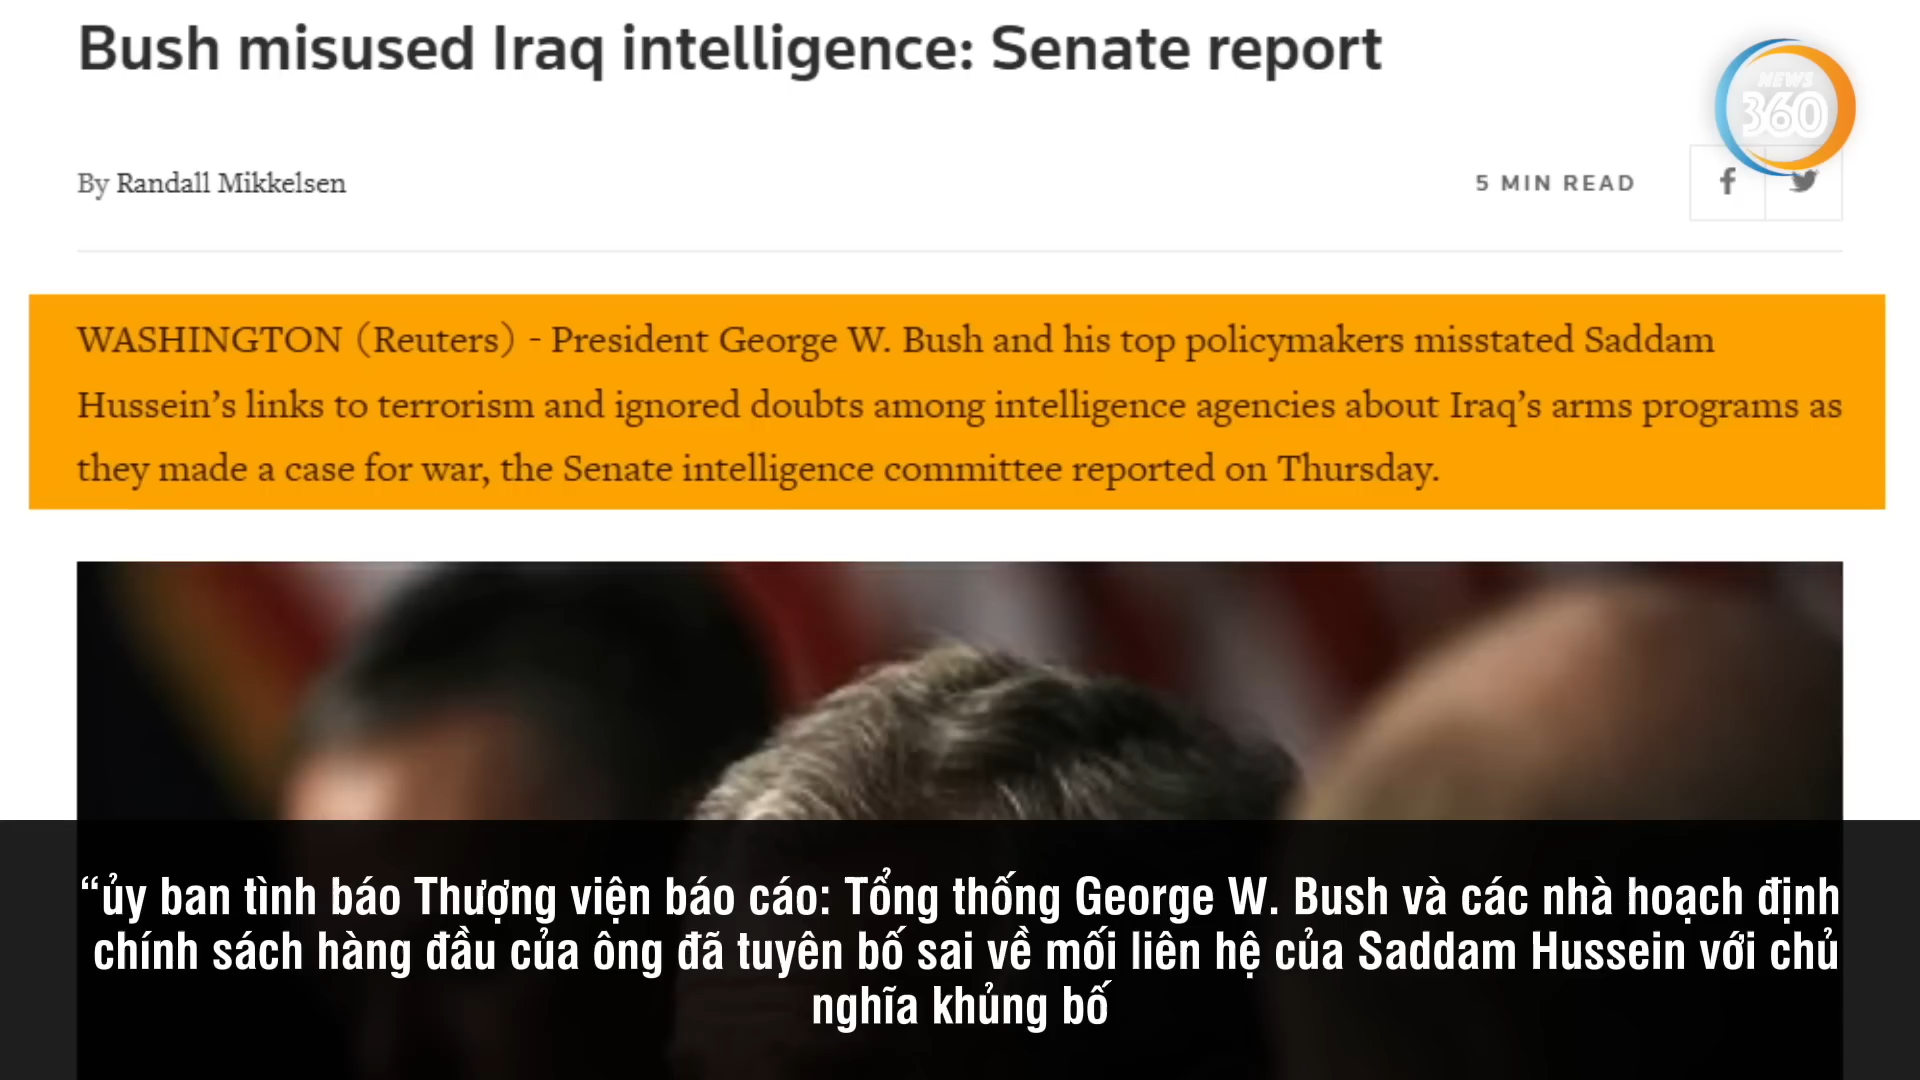 Bush misused Iraq intelligence: Senate report
NEWS
360
By Randall Mikkelsen
5 MIN READ
WASHINGTON (Reuters) - President George W. Bush and his top policymakers misstated Saddam
Hussein’s links to terrorism and ignored doubts among intelligence agencies about Iraq’s arms programs as
they made a case for war, the Senate intelligence committee reported on Thursday.
“ủy ban tình báo Thượng viện báo cáo: Tổng thống George W. Bush và các nhà hoạch định
chính sách hàng đầu của ông đã tuyên bố sai về mối liên hệ của Saddam Hussein với chủ
nghĩa khủng bố